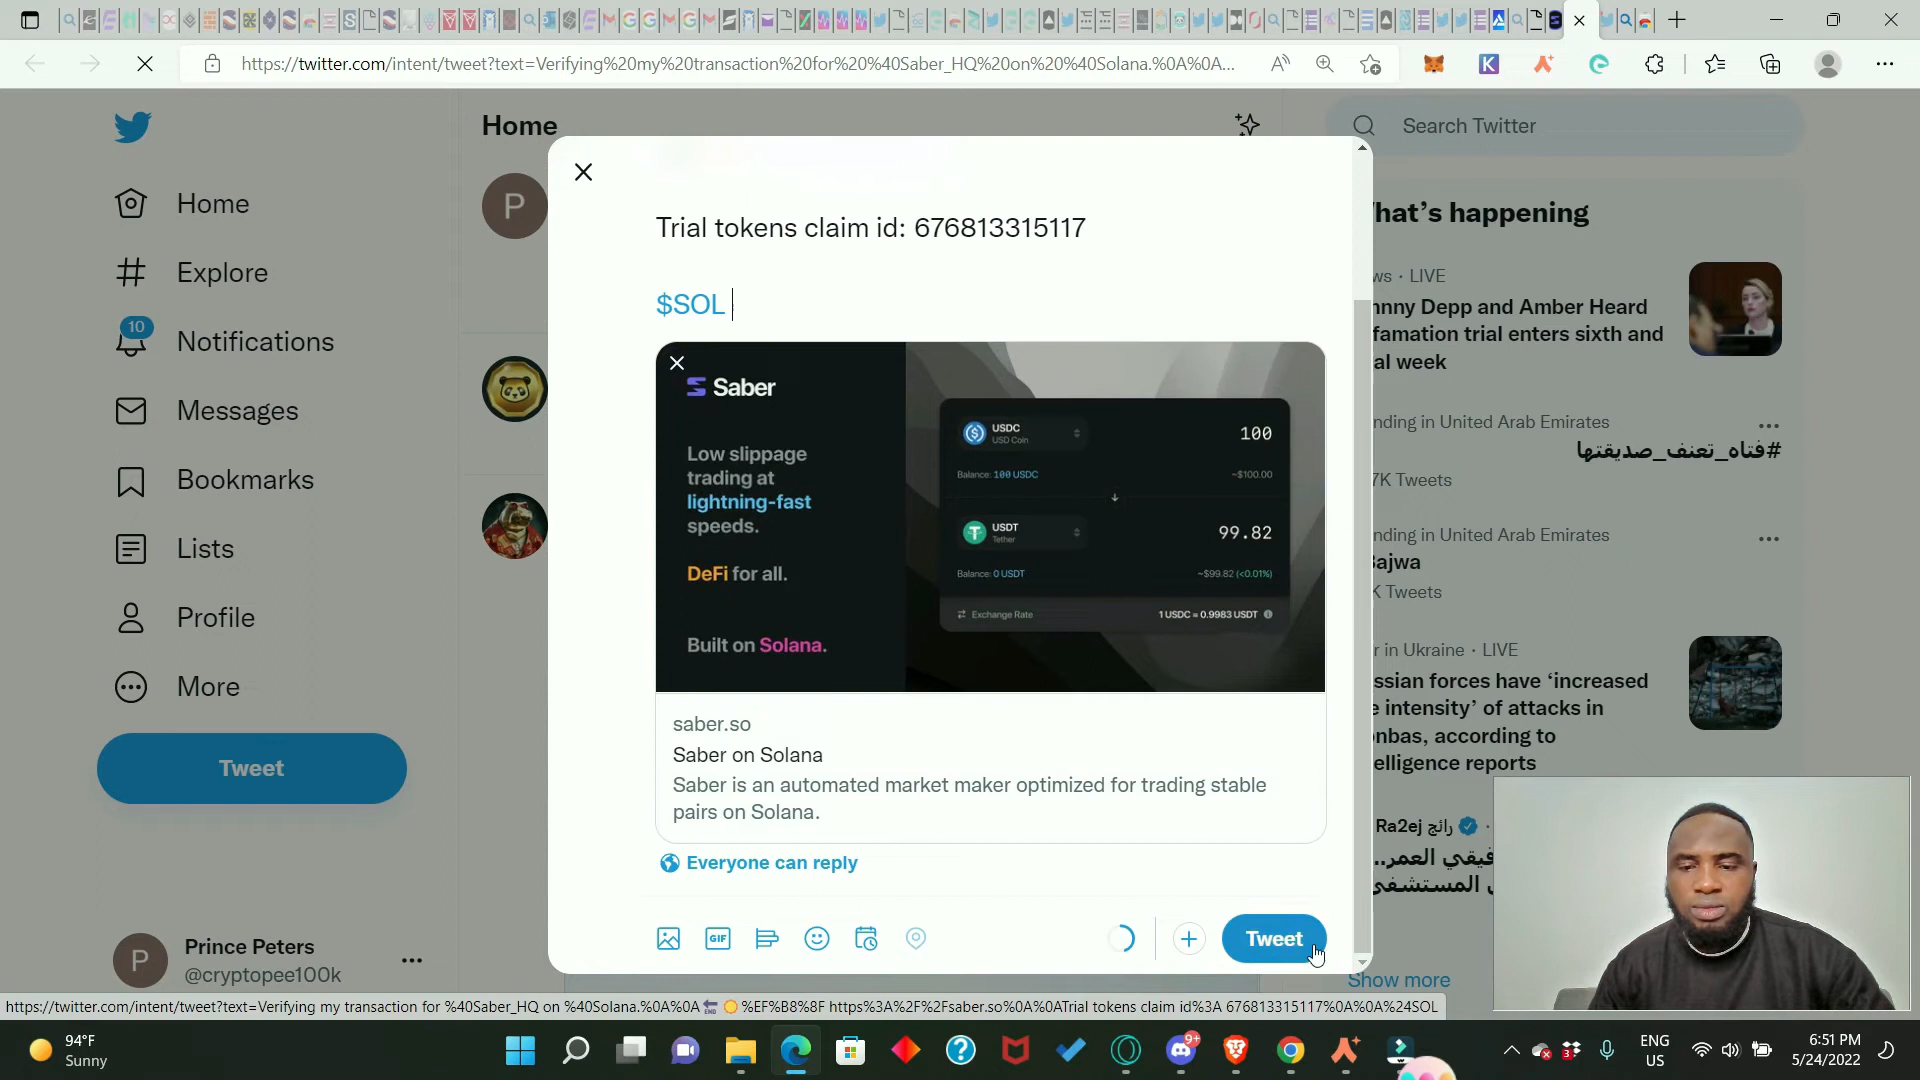 https://twitter.com/intent/tweet?text=Verifying%20my%20transaction%20for%20%40Saber_HQ%20on%20%40Solana.%0A%0A...
Home
Search Twitter
Home
Explore
10
Notifications
Messages
Bookmarks
Lists
Profile
More
Tweet
P
Prince Peters
@cryptopee100k
P
Trial tokens claim id: 676813315117
$SOL
Saber
Low slippage
trading at
lightning-fast
speeds.
DeFi for all.
Built on Solana.
USDC
USD Coin
100
Balance: 100 USDC
~$100.00
USDT
Tether
99.82
Balance: 0 USDT
~$99.82 (<0.01%)
Exchange Rate
1 USDC = 0.9983 USDT
saber.so
Saber on Solana
Saber is an automated market maker optimized for trading stable
pairs on Solana.
Everyone can reply
GIF
Tweet
hat's happening
ws · LIVE
nny Depp and Amber Heard
famation trial enters sixth and
al week
nding in United Arab Emirates
#فتاه_تعنف_صديقتها
7K Tweets
nding in United Arab Emirates
Bajwa
K Tweets
r in Ukraine · LIVE
ssian forces have ‘increased
e intensity’ of attacks in
nbas, according to
elligence reports
Ra2ej رائج
Show more
https://twitter.com/intent/tweet?text=Verifying my transaction for %40Saber_HQ on %40Solana.%0A%0A🔚 🌞 %EF%B8%8F https%3A%2F%2Fsaber.so%0A%0ATrial tokens claim id%3A 676813315117%0A%0A%24SOL
94°F
Sunny
9+
3
ENG
US
6:51 PM
5/24/2022